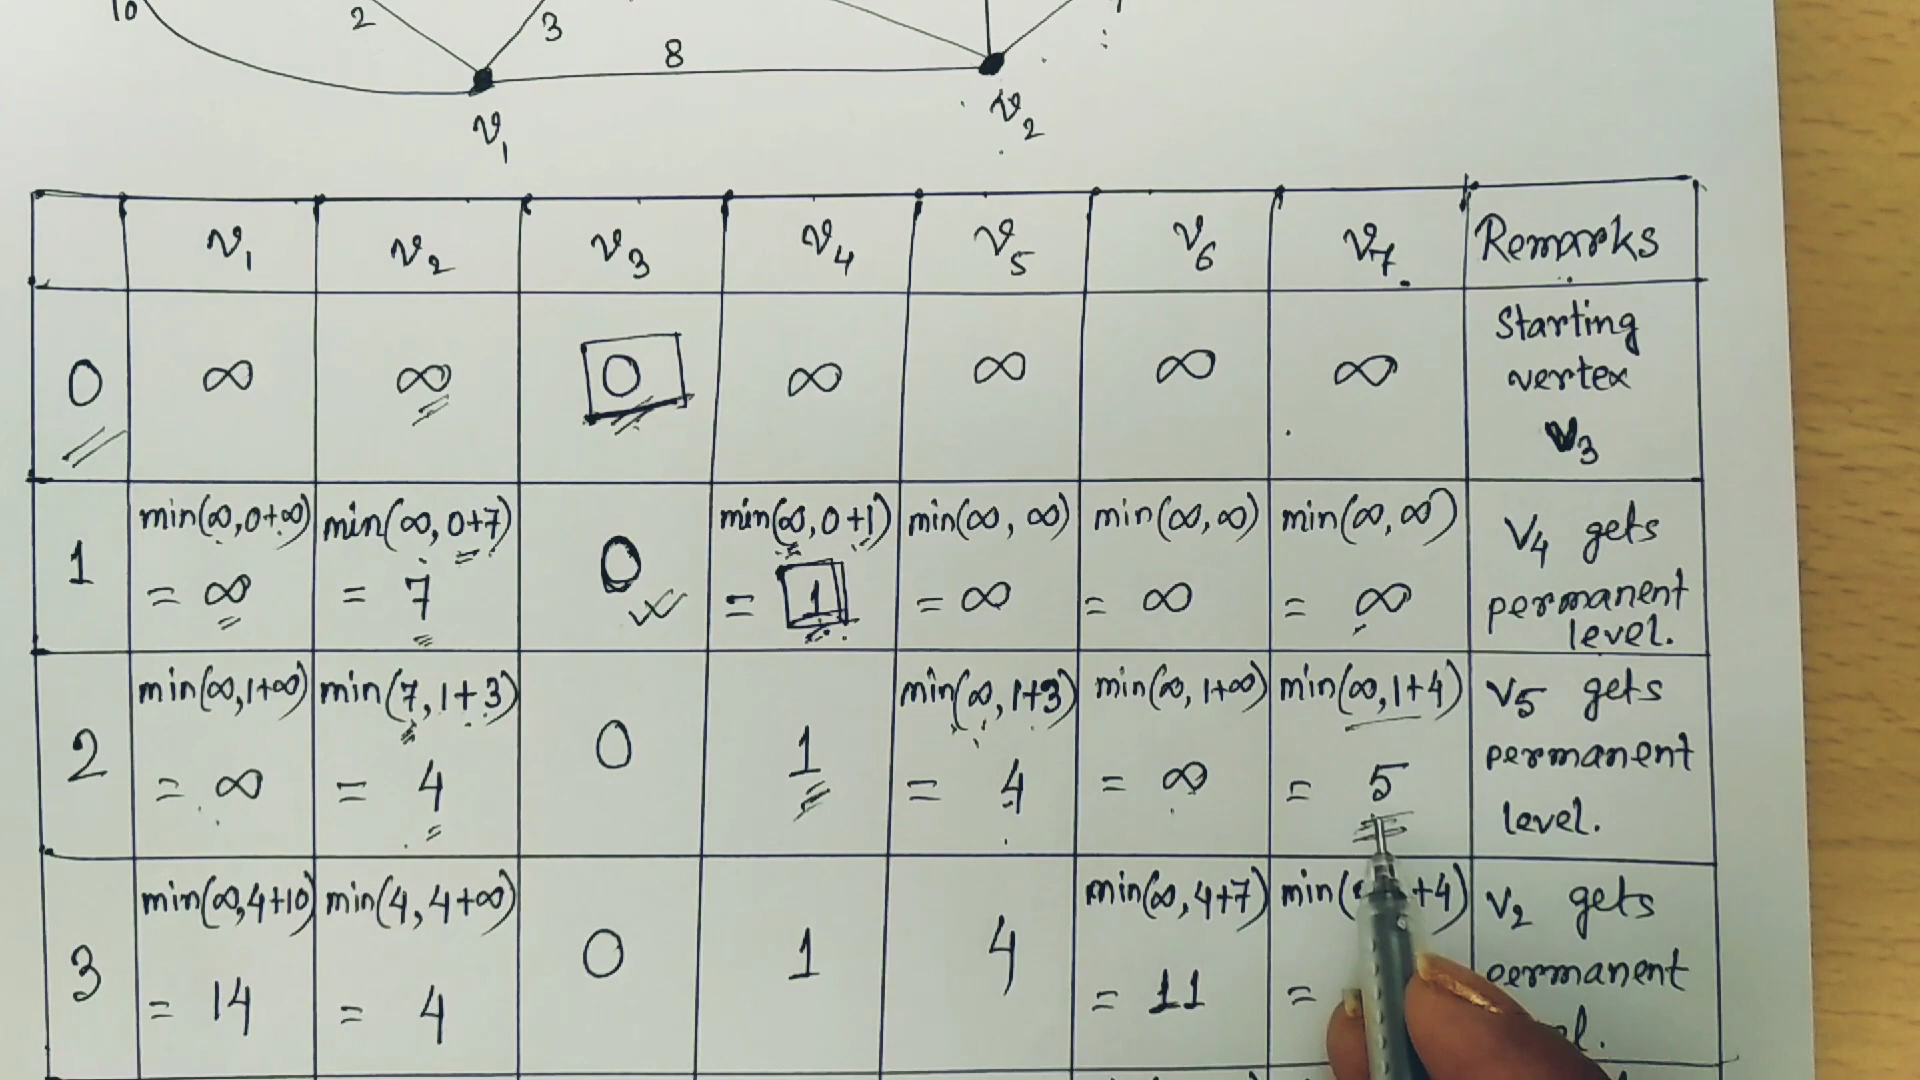 10
2
3
8
v1
v2
v1 v2 v3 v4 v5 v6 v7 Remarks
0 ∞ ∞ 0 ∞ ∞ ∞ ∞ Starting
vertex
v3
1 min(∞,0+∞) min(∞,0+7) 0 min(∞,0+1) min(∞,∞) min(∞,∞) min(∞,∞) v4 gets
= ∞ = 7 = 1 = ∞ = ∞ = ∞ permanent
level.
2 min(∞,1+∞) min(7,1+3) 0 1 min(∞,1+3) min(∞,1+∞) min(∞,1+4) v5 gets
permanent
= ∞ = 4 = 4 = ∞ = 5 level.
3 min(∞,4+10) min(4,4+∞) 0 1 4 min(∞,4+7) min( +4) v2 gets
= 14 = 4 = 11 =